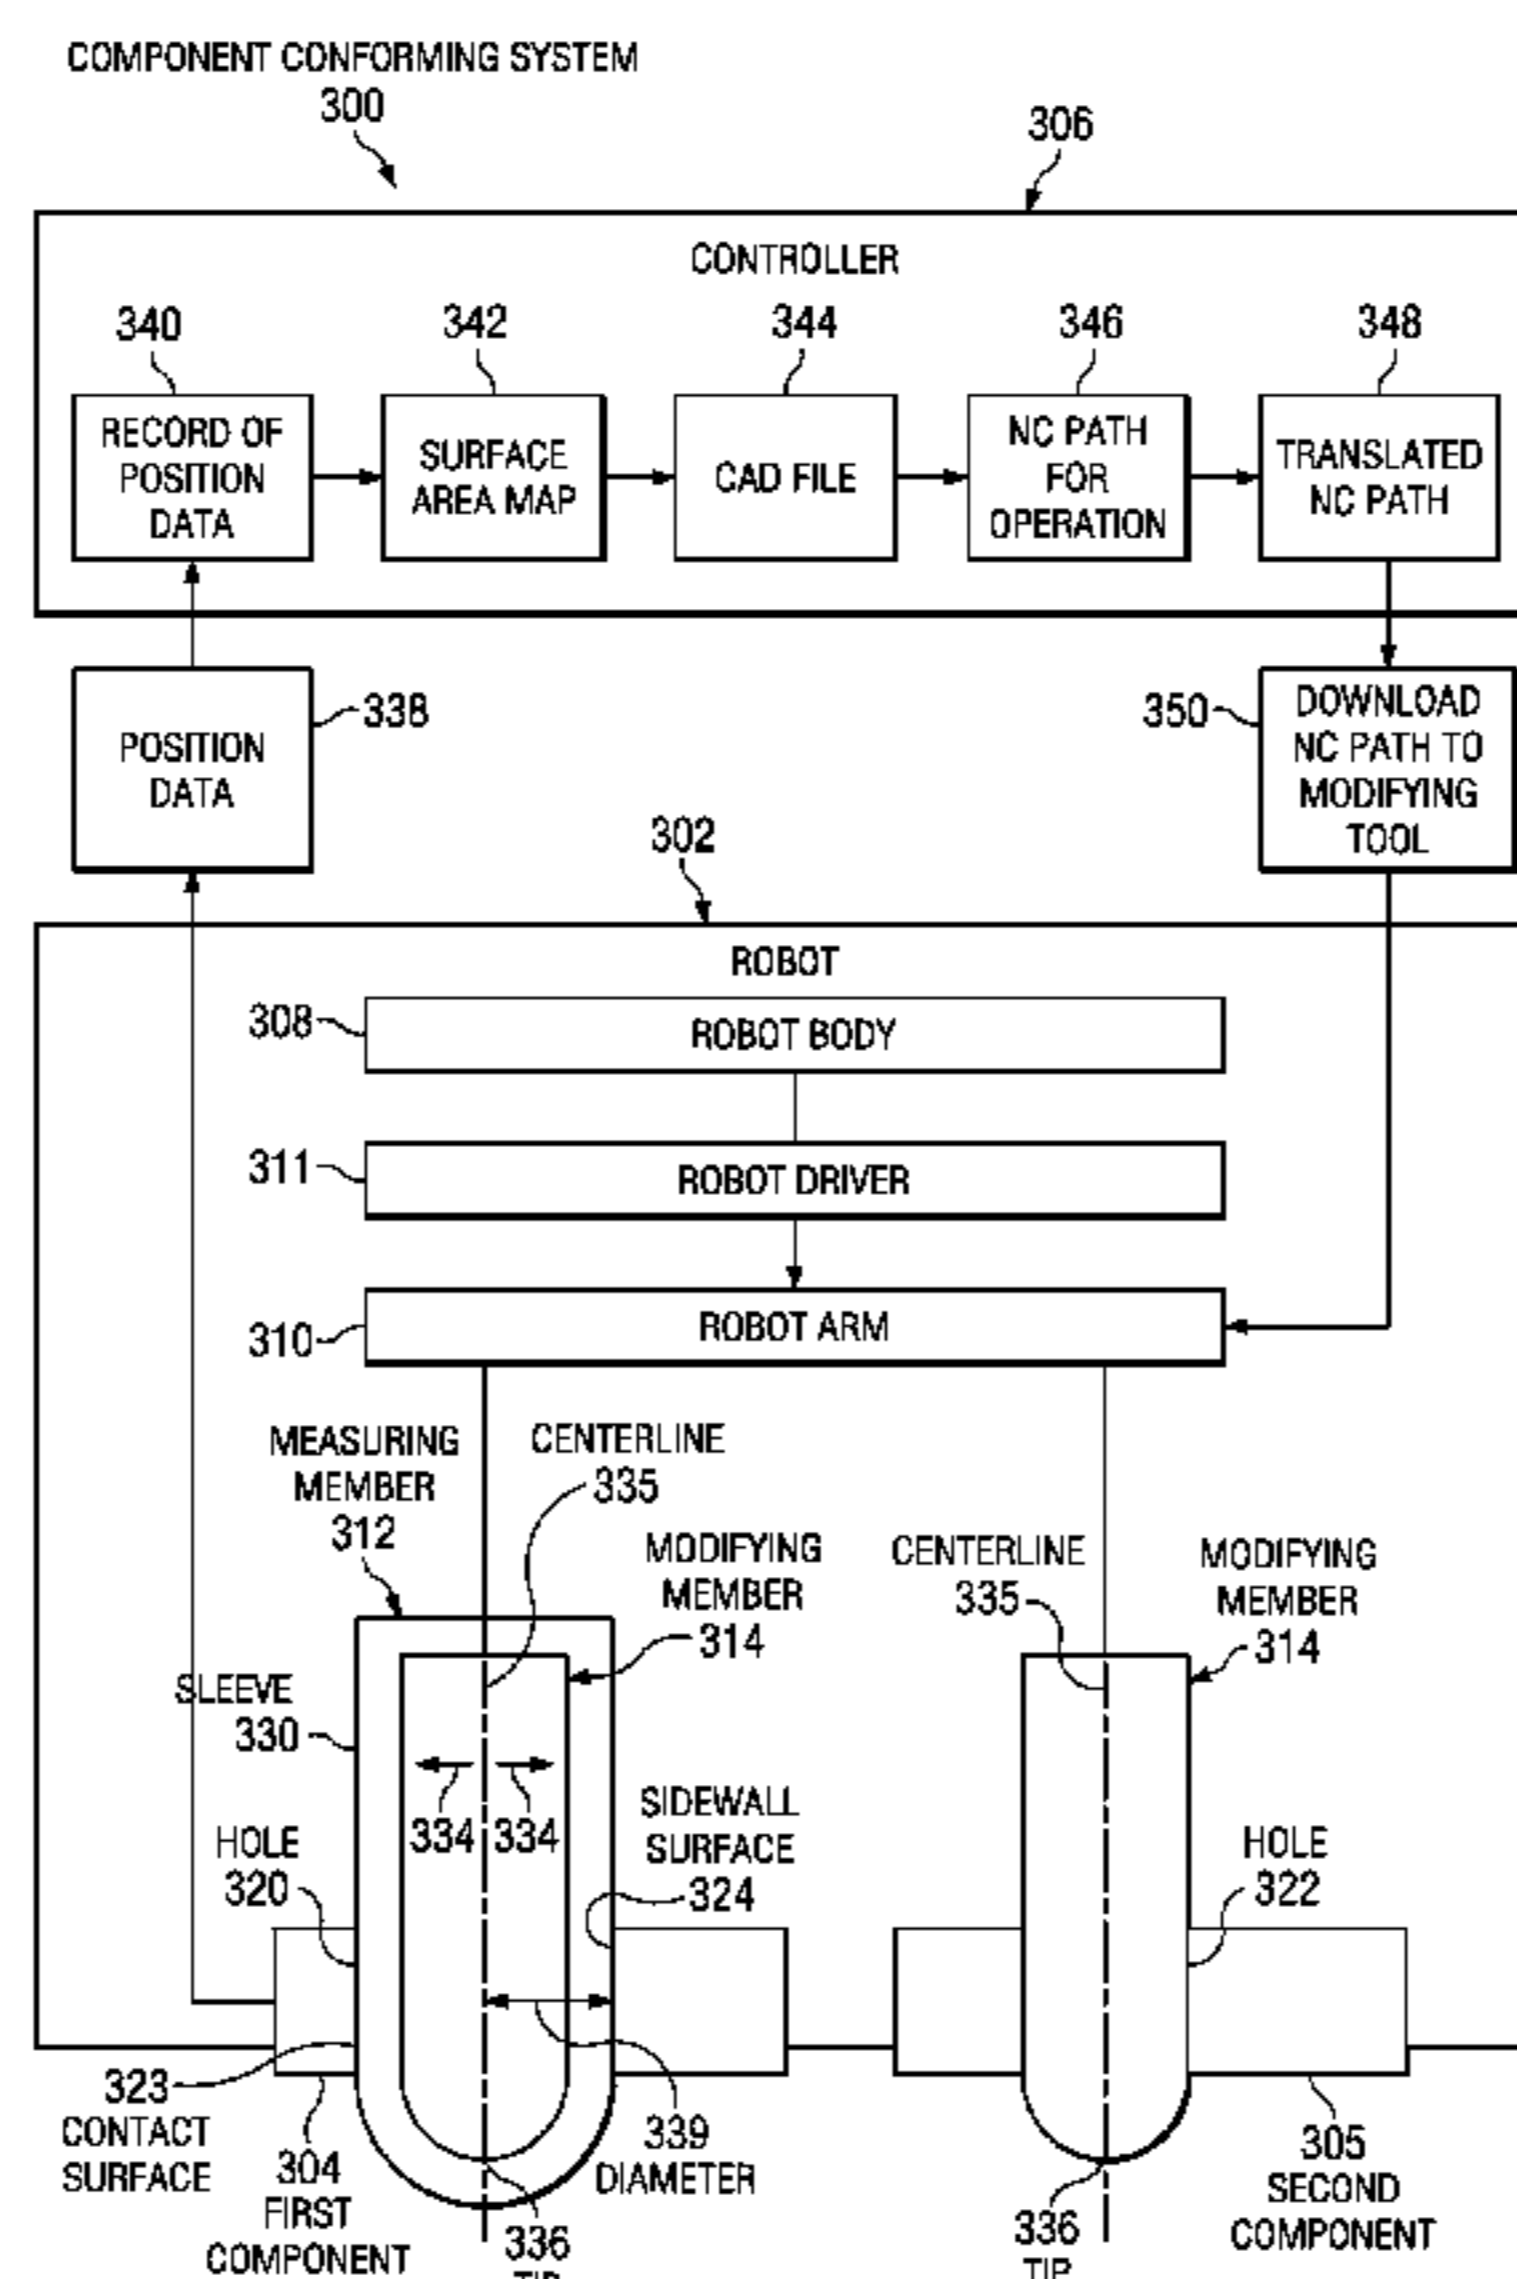 COMPONENT CONFORMING SYSTEM
300
306
CONTROLLER
340
342
344
346
348
RECORD OF
POSITION
DATA
SURFACE
AREA MAP
CAD FILE
NC PATH
FOR
OPERATION
TRANSLATED
NC PATH
POSITION
DATA
338
350
DOWNLOAD
NC PATH TO
MODIFYING
TOOL
302
ROBOT
308
ROBOT BODY
311
ROBOT DRIVER
310
ROBOT ARM
MEASURING
MEMBER
312
CENTERLINE
335
MODIFYING
MEMBER
314
CENTERLINE
335
MODIFYING
MEMBER
314
SLEEVE
330
334
334
SIDEWALL
SURFACE
324
HOLE
320
HOLE
322
323
CONTACT
SURFACE
304
FIRST
COMPONENT
339
DIAMETER
336
TIP
336
TIP
305
SECOND
COMPONENT